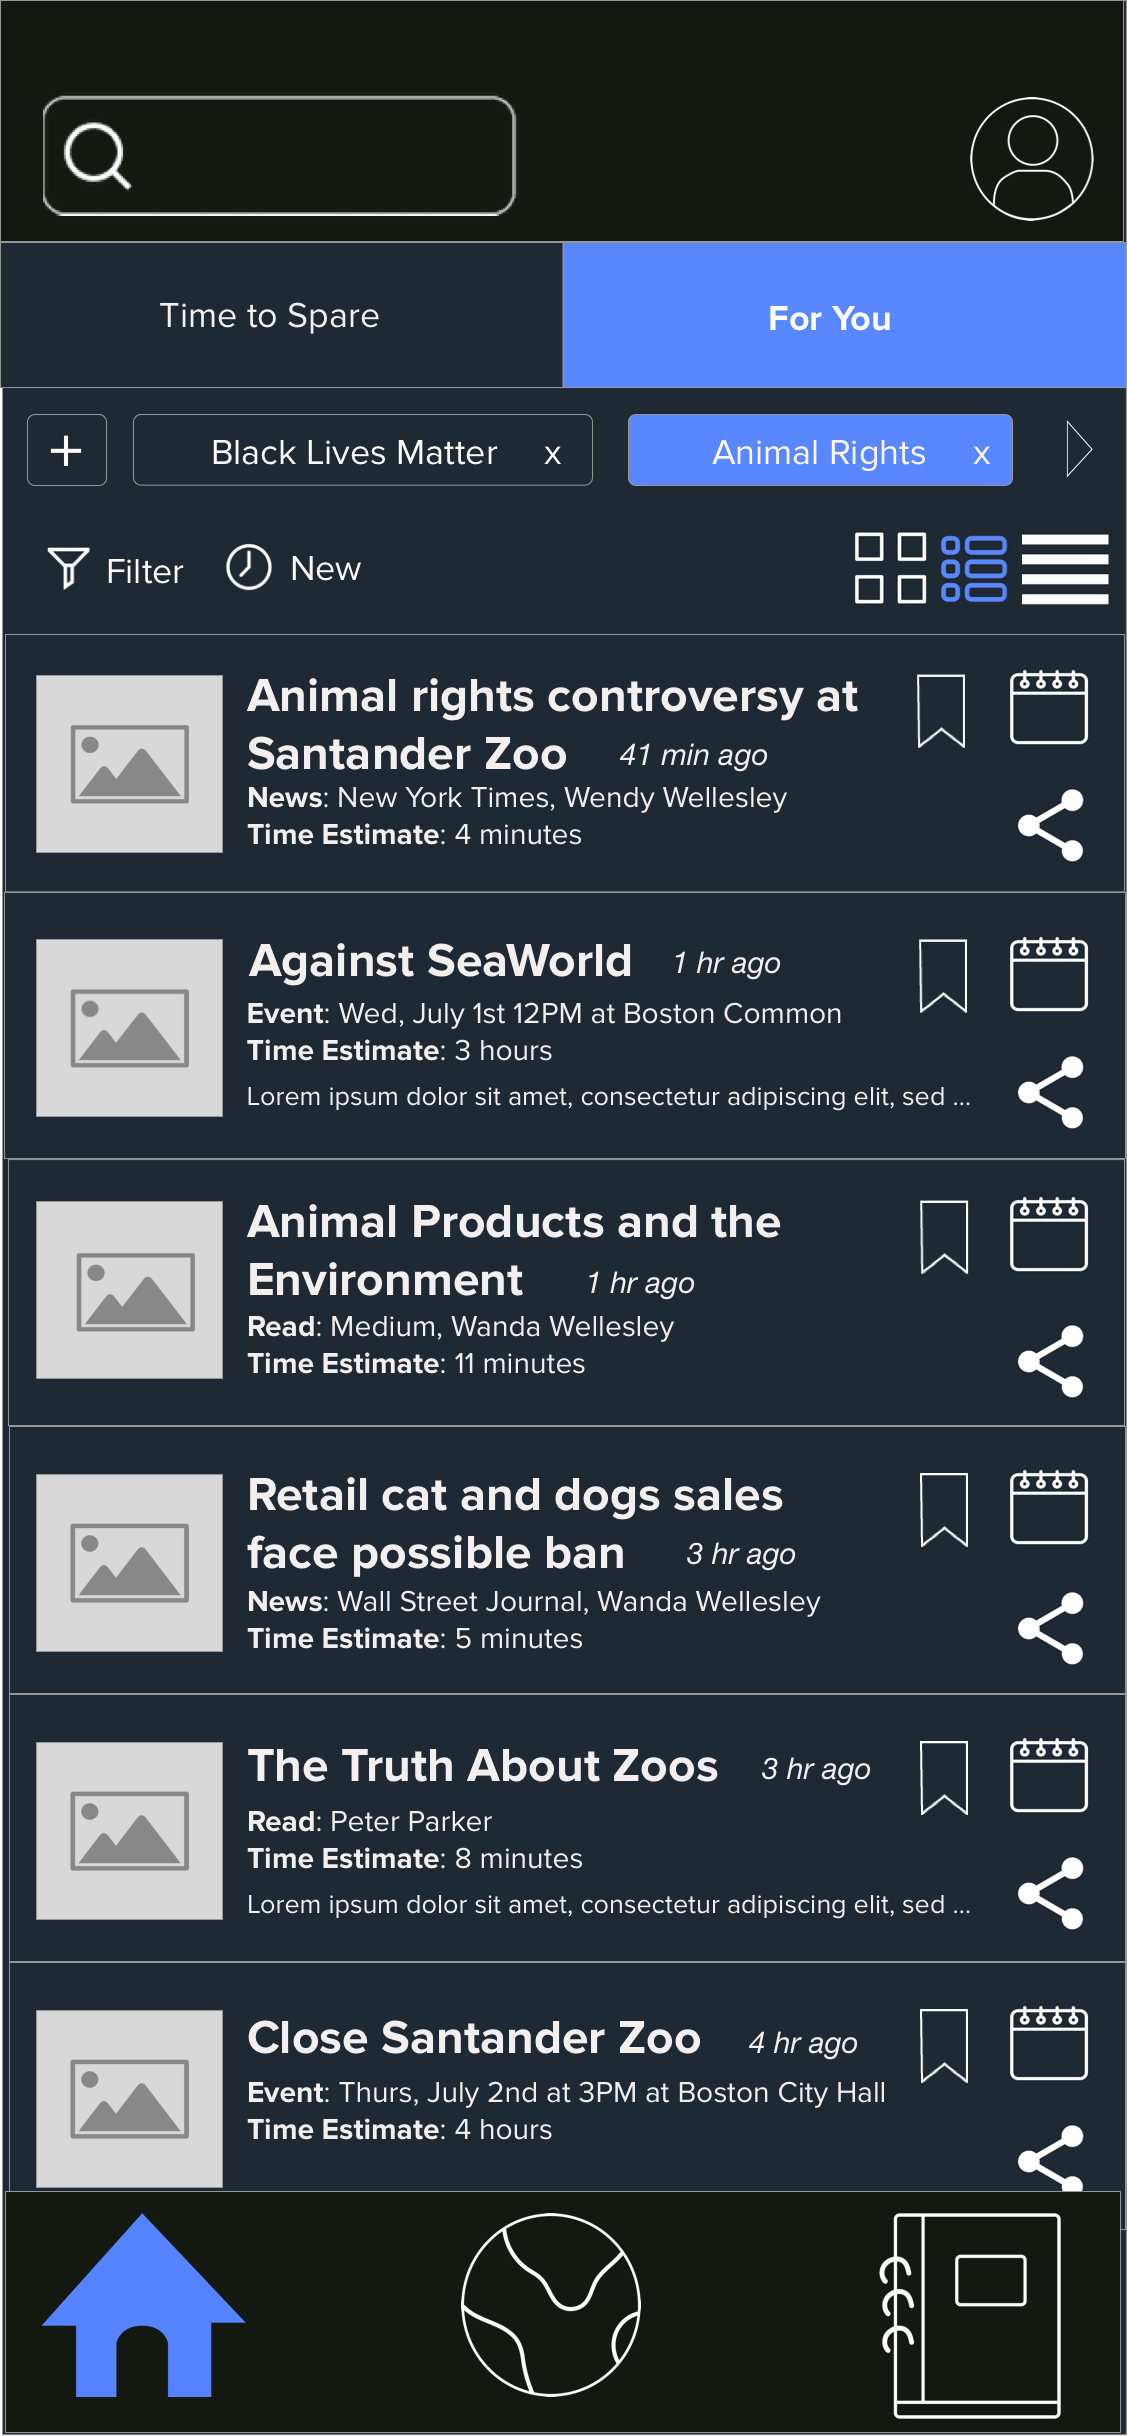 Time to Spare
For You
Black Lives Matter x
Animal Rights x
Filter
New
Animal rights controversy at
Santander Zoo 41 min ago
News: New York Times, Wendy Wellesley
Time Estimate: 4 minutes
Against SeaWorld 1 hr ago
Event: Wed, July 1st 12PM at Boston Common
Time Estimate: 3 hours
Lorem ipsum dolor sit amet, consectetur adipiscing elit, sed ...
Animal Products and the
Environment 1 hr ago
Read: Medium, Wanda Wellesley
Time Estimate: 11 minutes
Retail cat and dogs sales
face possible ban 3 hr ago
News: Wall Street Journal, Wanda Wellesley
Time Estimate: 5 minutes
The Truth About Zoos 3 hr ago
Read: Peter Parker
Time Estimate: 8 minutes
Lorem ipsum dolor sit amet, consectetur adipiscing elit, sed ...
Close Santander Zoo 4 hr ago
Event: Thurs, July 2nd at 3PM at Boston City Hall
Time Estimate: 4 hours